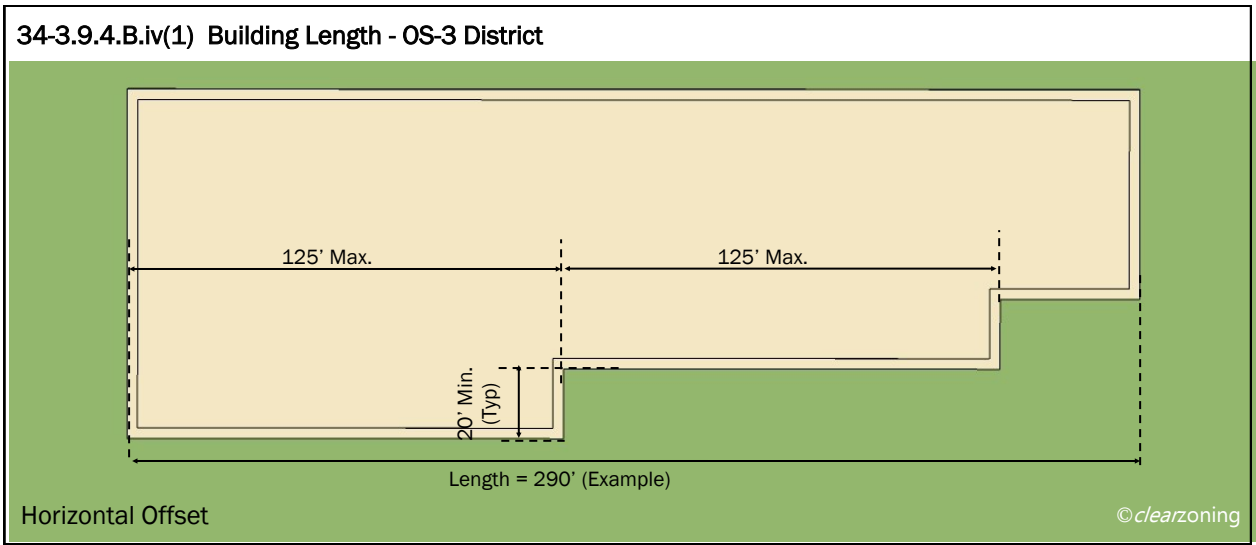 34-3.9.4.B.iv(1) Building Length - OS-3 District
125’ Max.
125’ Max.
20’ Min.
(Typ)
Length = 290’ (Example)
Horizontal Offset
©clearzoning